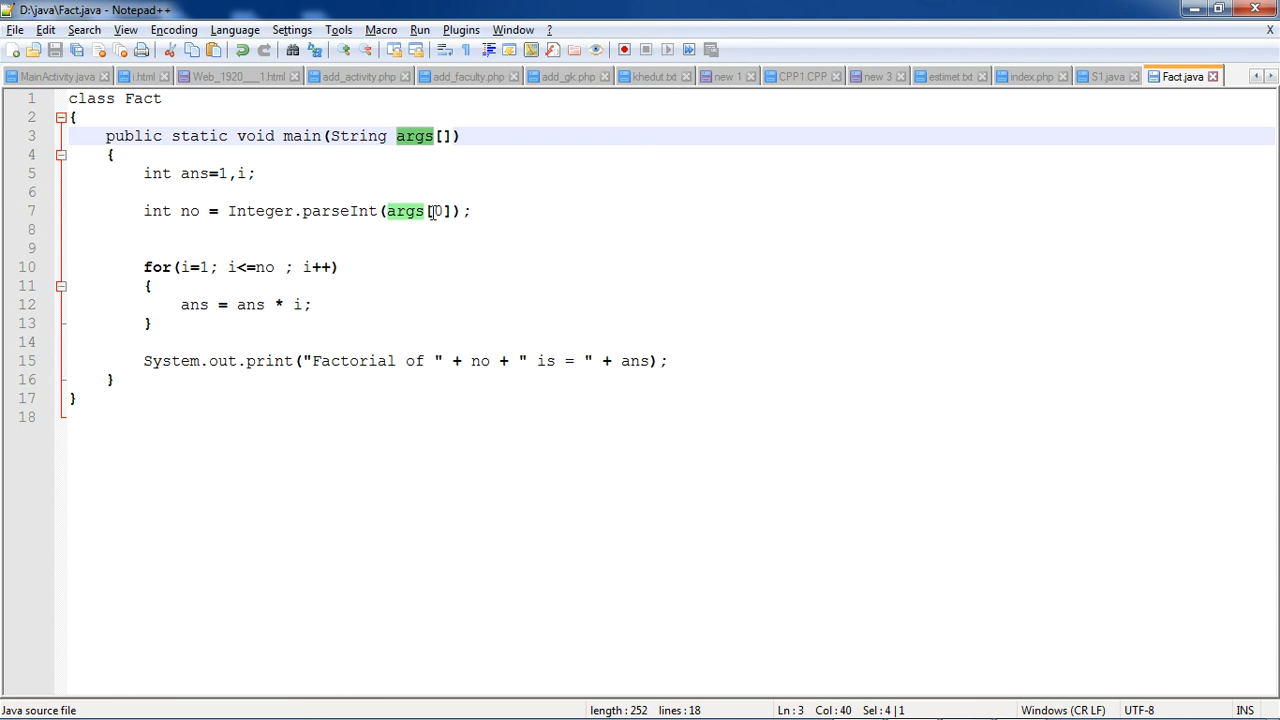 D:\java\Fact.java - Notepad++
File Edit Search View Encoding Language Settings Tools Macro Run Plugins Window ? X
MainActivity.java .html Web_1920___1.html add_activity.php add_faculty.php add_gkp.php khedut.txt new 1 CPP1 CPP new 3 estimet.txt index.php S1.java Fact.java
1 class Fact
2 {
3 public static void main(String args[])
4 {
5 int ans=1,i;
6
7 int no = Integer.parseInt(args[0]);
8
9
10 for(i=1; i<=no ; i++)
11 {
12 ans = ans * i;
13 }
14
15 System.out.print("Factorial of " + no + " is = " + ans);
16 }
17 }
18
Java source file length : 252 lines : 18 Ln : 3 Col : 40 Sel : 4 | 1 Windows (CR LF) UTF-8 INS